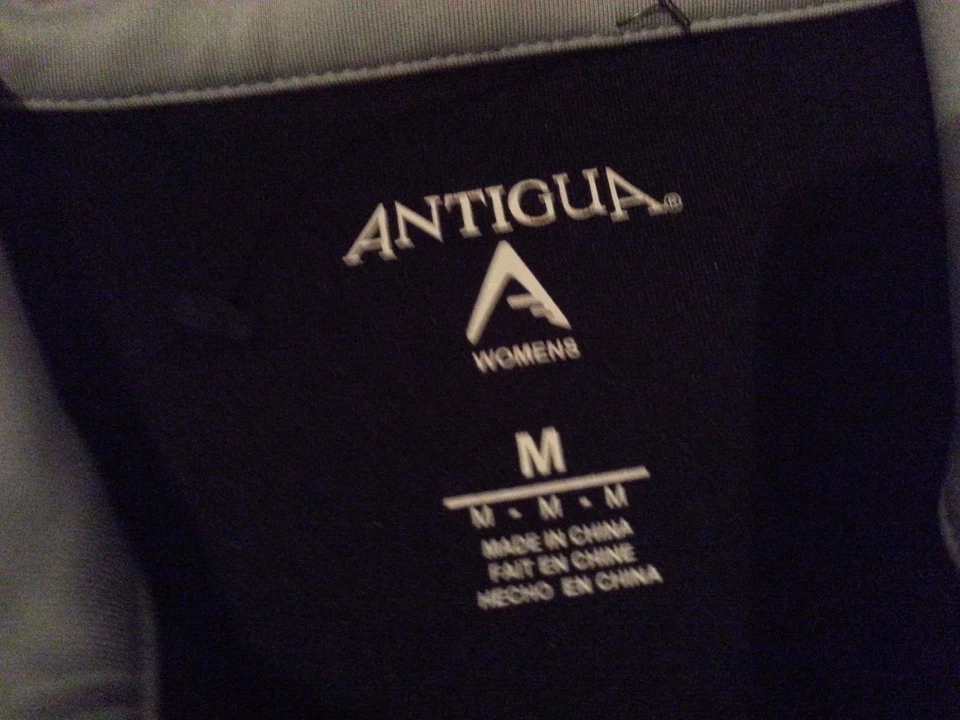 ANTIGUA®
WOMENS
M
M • M • M
MADE IN CHINA
FAIT EN CHINE
HECHO EN CHINA